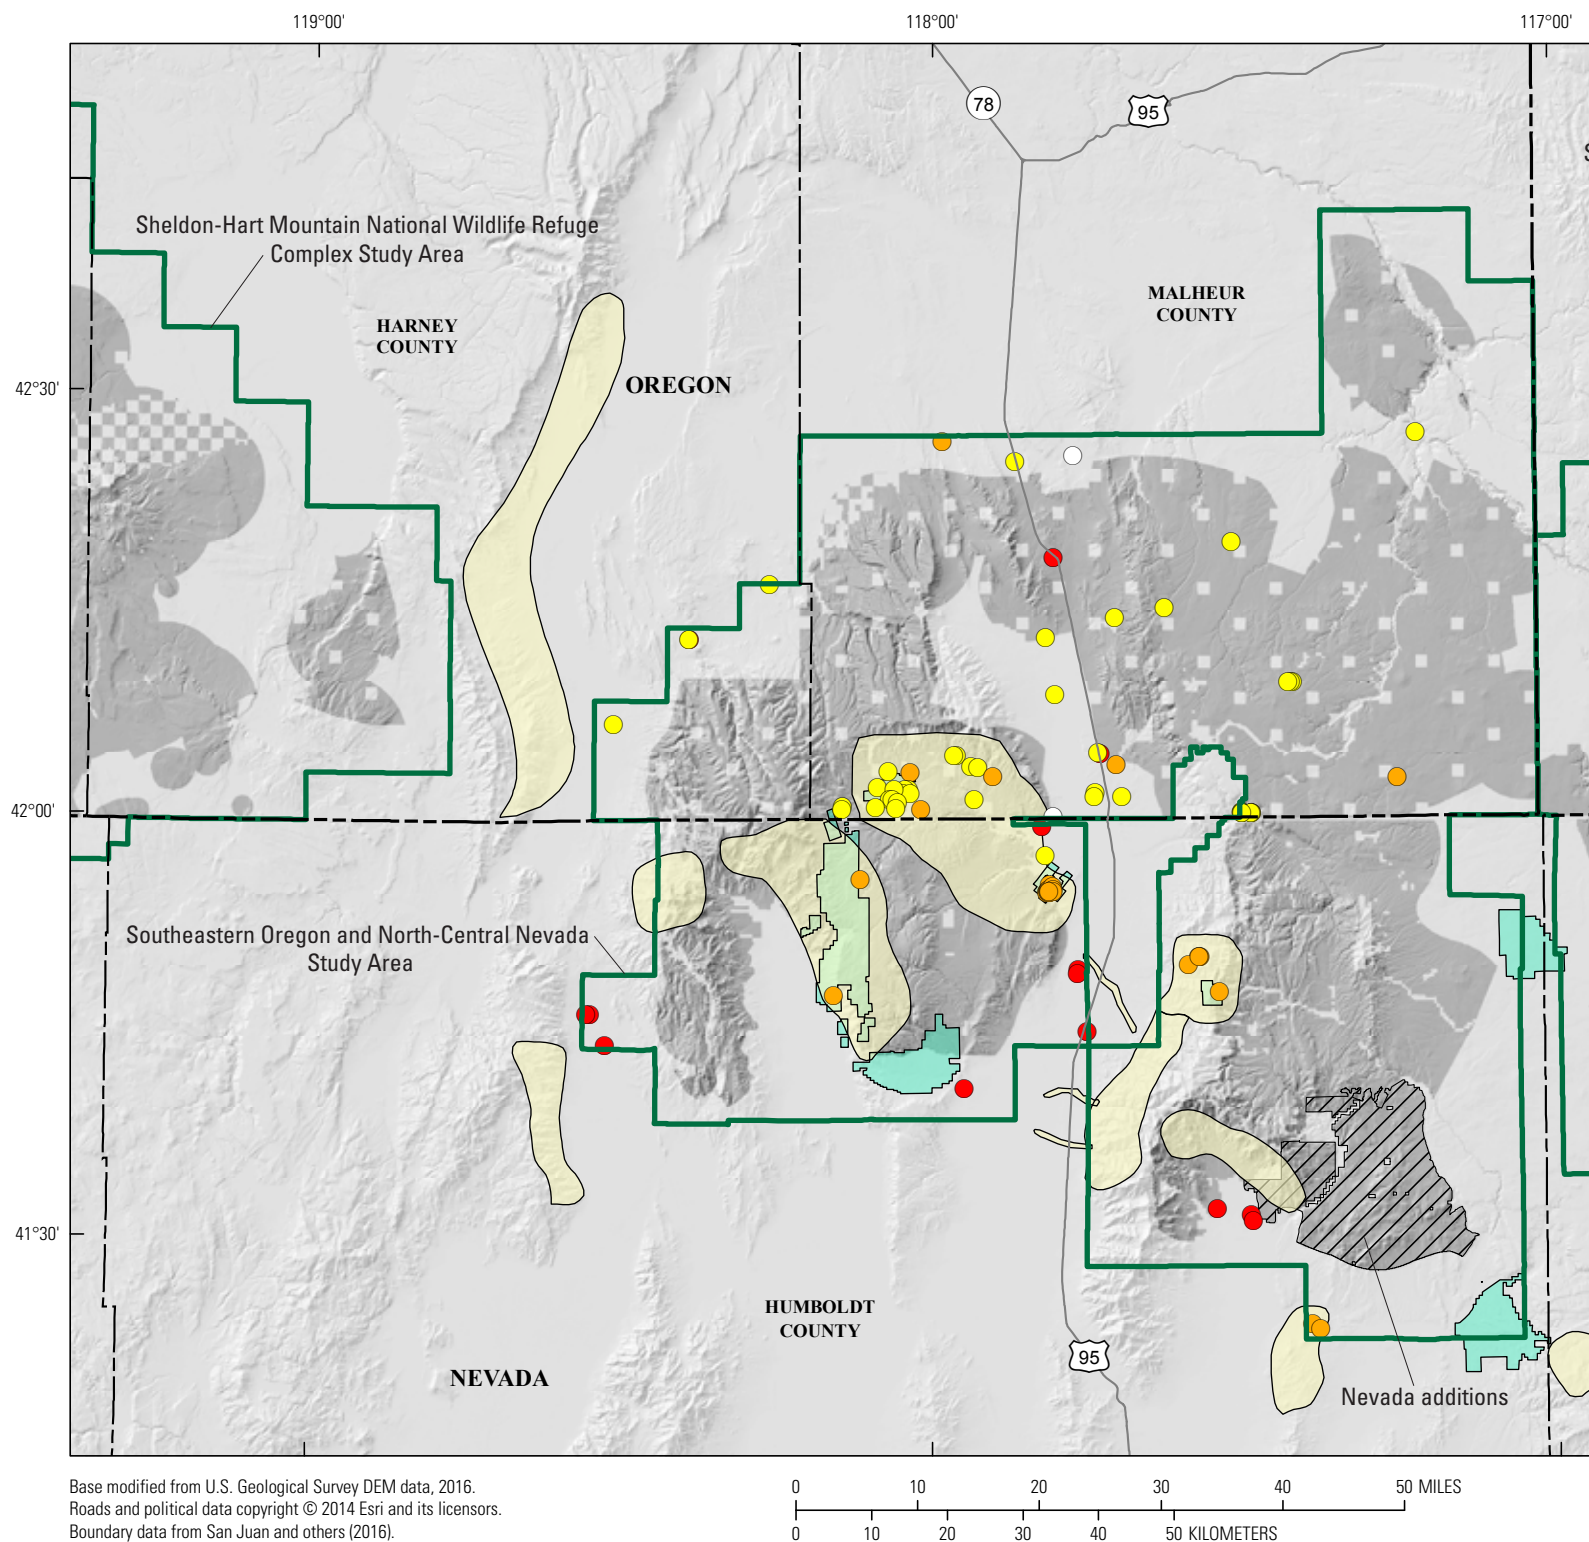 119°00'
118°00'
117°00'
78
95
S
Sheldon-Hart Mountain National Wildlife Refuge
Complex Study Area
MALHEUR
COUNTY
HARNEY
COUNTY
42°30'
OREGON
42°00'
Southeastern Oregon and North-Central Nevada
Study Area
41°30'
HUMBOLDT
COUNTY
95
NEVADA
Nevada additions
Base modified from U.S. Geological Survey DEM data, 2016.
Roads and political data copyright © 2014 Esri and its licensors.
Boundary data from San Juan and others (2016).
0 10 20 30 40 50 MILES
0 10 20 30 40 50 KILOMETERS